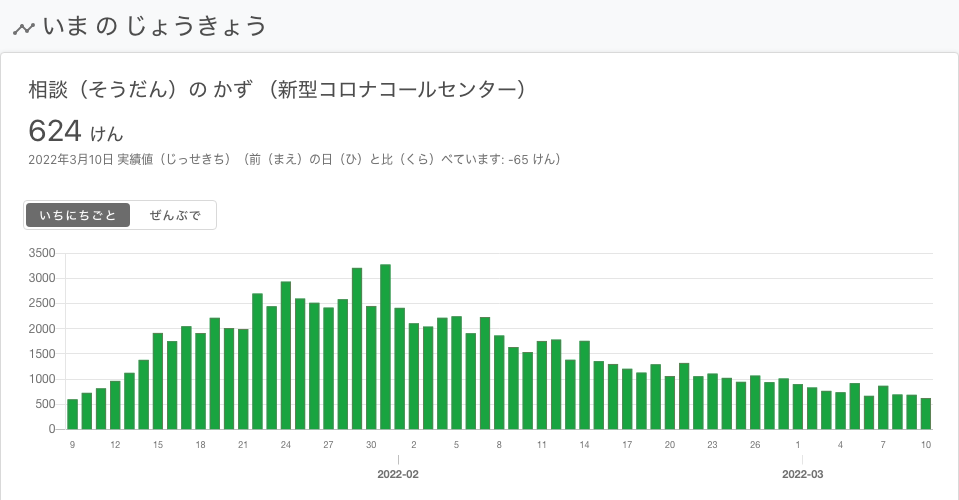 いま の じょうきょう
相談（そうだん）の かず （新型コロナコールセンター）
624 けん
2022年3月10日 実績値（じっせきち）（前（まえ）の日（ひ）と比（くら）べています: -65 けん）
いちにちごと ぜんぶで
3500
3000
2500
2000
1500
1000
500
0
9 12 15 18 21 24 27 30 2 5 8 11 14 17 20 23 26 1 4 7 10
2022-02 2022-03